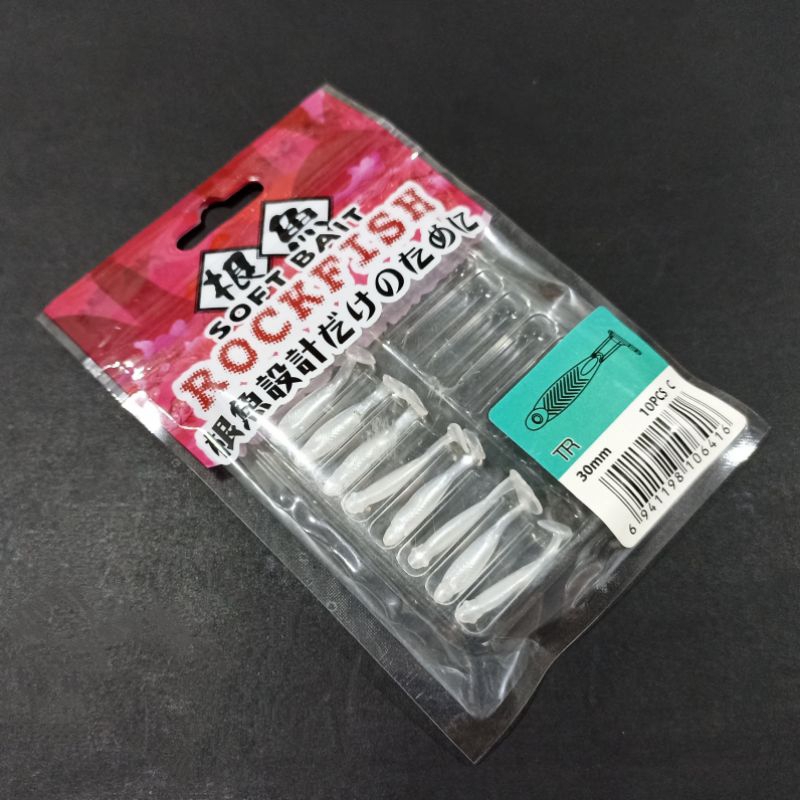 根魚
SOFT BAIT
ROCKFISH
根魚設計だけのために
TR
30mm
10PCS C
6 941198 106416